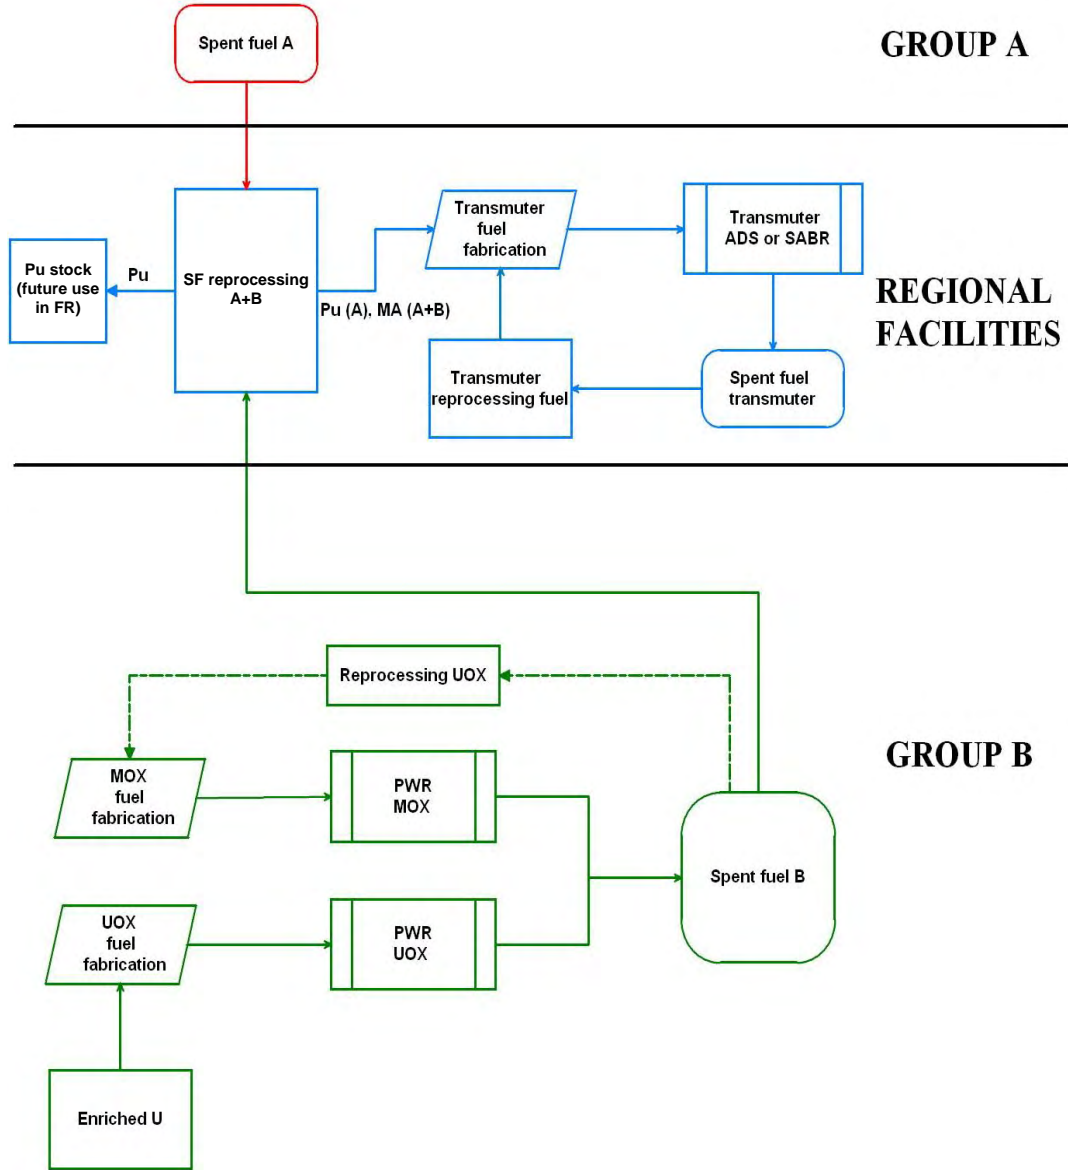 Spent fuel A
GROUP A
Transmuter
fuel
fabrication
Transmuter
ADS or SABR
Pu stock
(future use
in FR)
Pu
SF reprocessing
A+B
Pu (A), MA (A+B)
REGIONAL
FACILITIES
Transmuter
reprocessing fuel
Spent fuel
transmuter
Reprocessing UOX
MOX
fuel
fabrication
PWR
MOX
GROUP B
Spent fuel B
UOX
fuel
fabrication
PWR
UOX
Enriched U